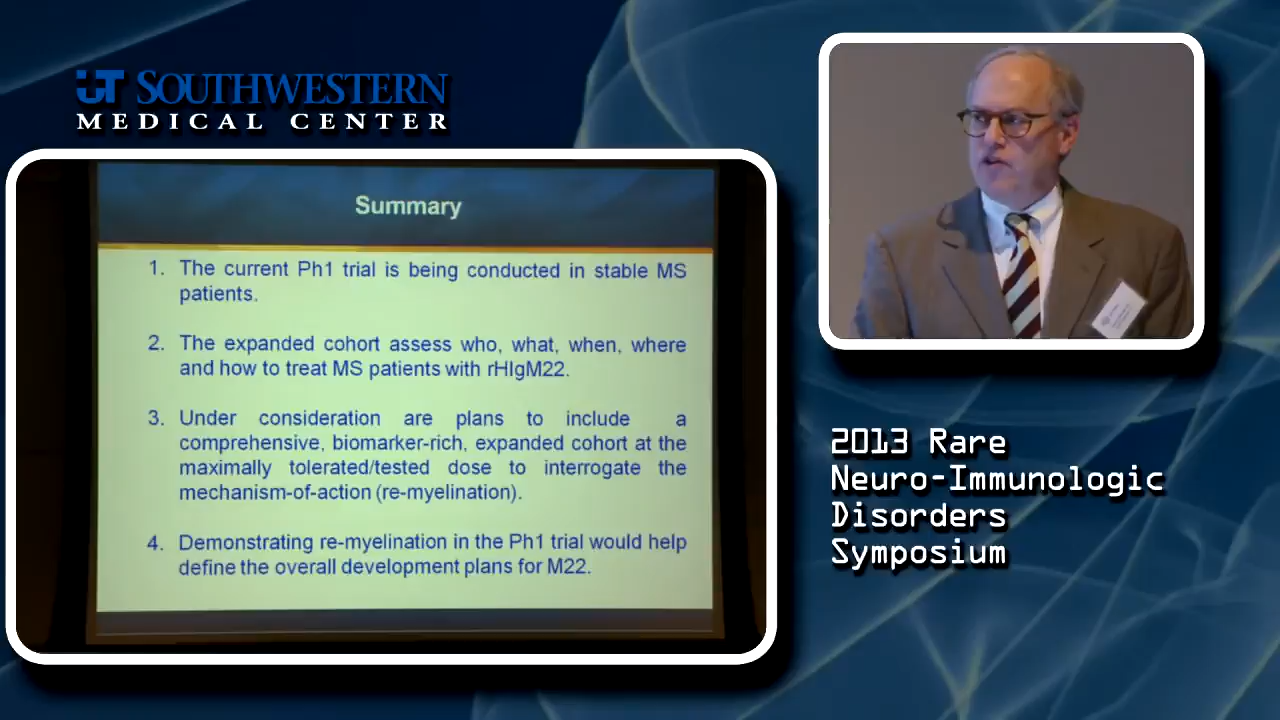 UT SOUTHWESTERN
MEDICAL CENTER
Summary
1. The current Ph1 trial is being conducted in stable MS
patients.
2. The expanded cohort assess who, what, when, where
and how to treat MS patients with rHIgM22.
3. Under consideration are plans to include a
comprehensive, biomarker-rich, expanded cohort at the
maximally tolerated/tested dose to interrogate the
mechanism-of-action (re-myelination).
4. Demonstrating re-myelination in the Ph1 trial would help
define the overall development plans for M22.
2013 Rare
Neuro-Immunologic
Disorders
Symposium